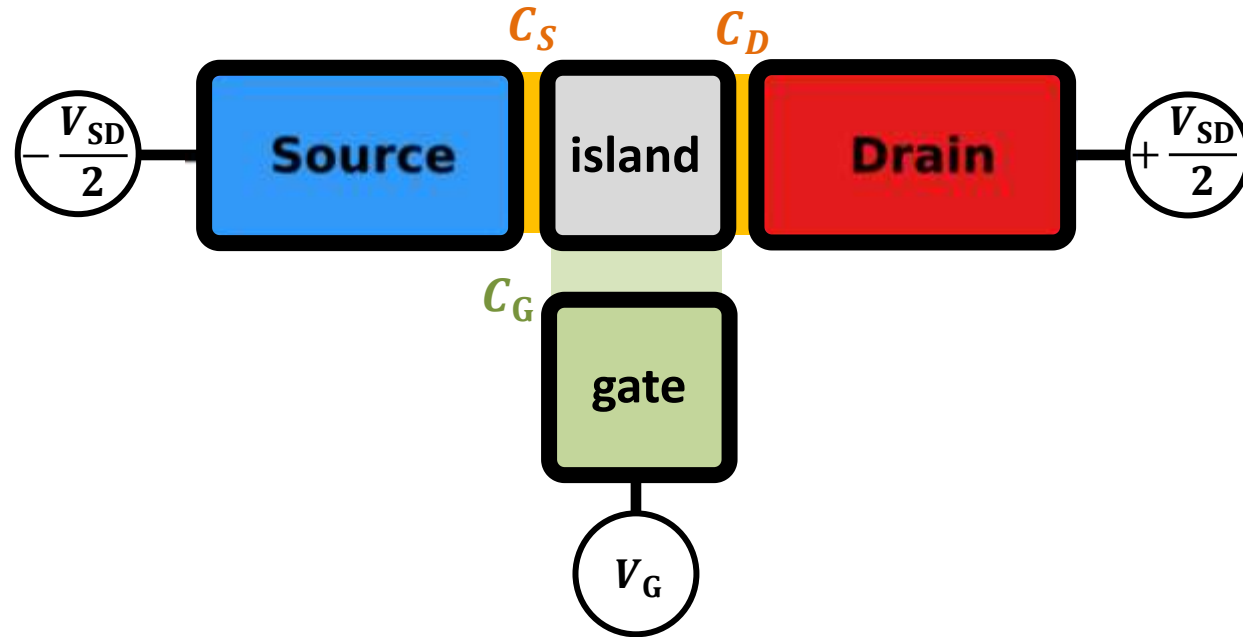 C_S
C_D
− V_SD / 2
Source
island
Drain
+ V_SD / 2
C_G
gate
V_G